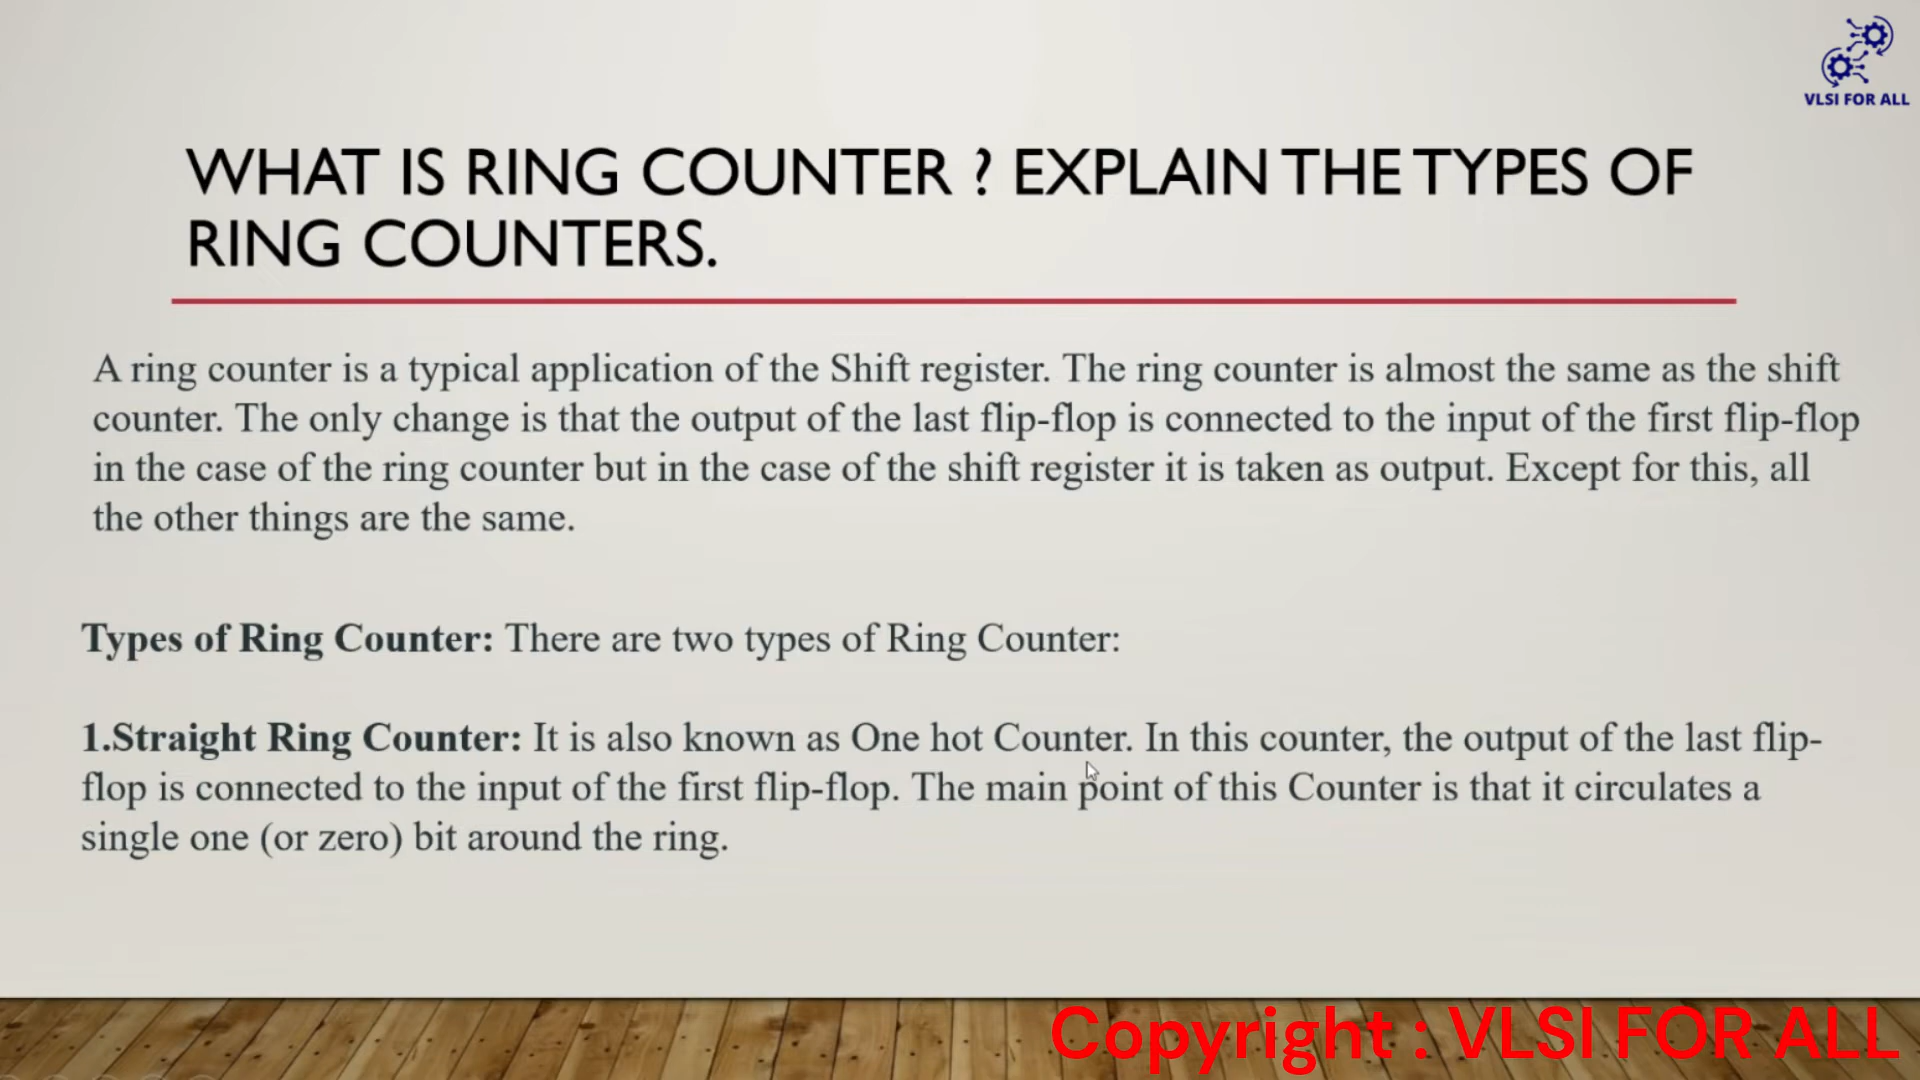 VLSI FOR ALL
WHAT IS RING COUNTER ? EXPLAIN THE TYPES OF
RING COUNTERS.
A ring counter is a typical application of the Shift register. The ring counter is almost the same as the shift
counter. The only change is that the output of the last flip-flop is connected to the input of the first flip-flop
in the case of the ring counter but in the case of the shift register it is taken as output. Except for this, all
the other things are the same.
Types of Ring Counter: There are two types of Ring Counter:
1.Straight Ring Counter: It is also known as One hot Counter. In this counter, the output of the last flip-
flop is connected to the input of the first flip-flop. The main point of this Counter is that it circulates a
single one (or zero) bit around the ring.
Copyright : VLSI FOR ALL